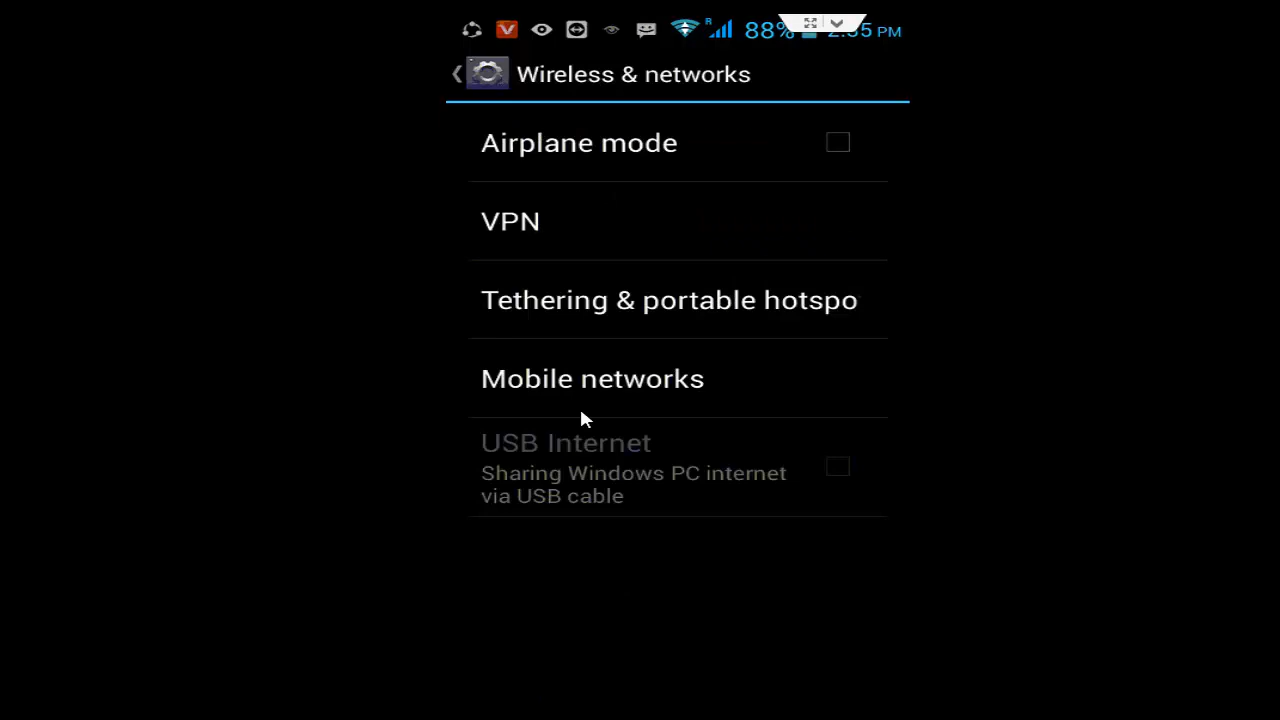 R 88% PM
Wireless & networks
Airplane mode
VPN
Tethering & portable hotspo
Mobile networks
USB Internet
Sharing Windows PC internet
via USB cable